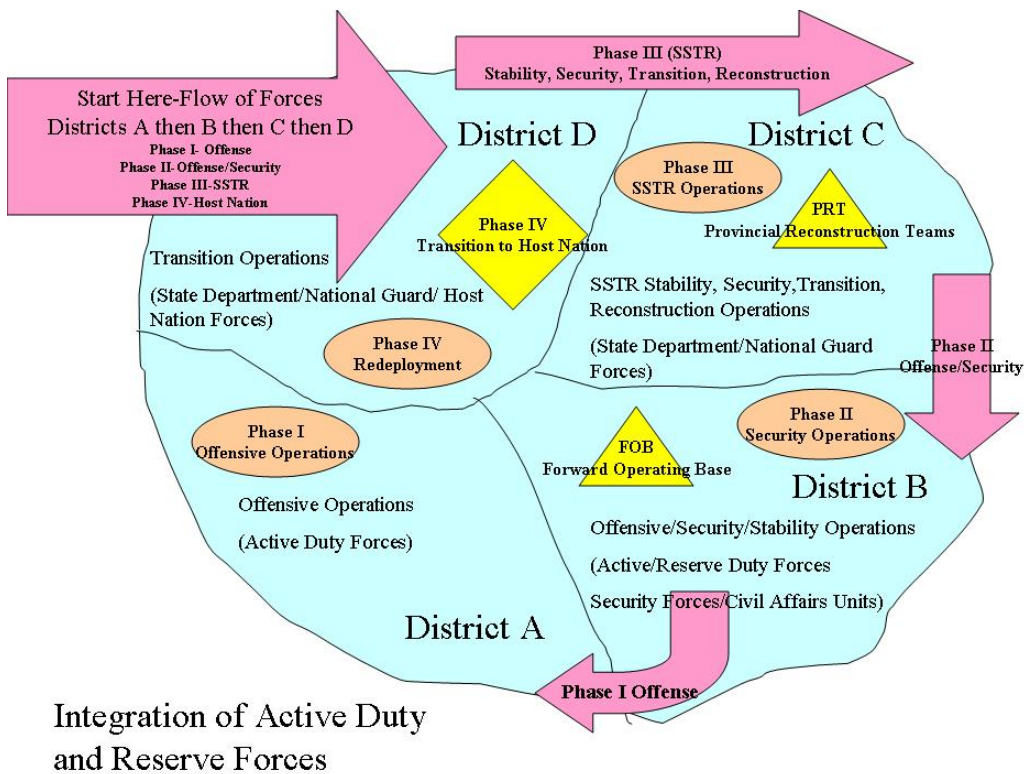 Phase III (SSTR)
Stability, Security, Transition, Reconstruction
Start Here-Flow of Forces
Districts A then B then C then D
Phase I- Offense
Phase II-Offense/Security
Phase III-SSTR
Phase IV-Host Nation
District D
Phase IV
Transition to Host Nation
Transition Operations
(State Department/National Guard/ Host
Nation Forces)
Phase IV
Redeployment
District C
Phase III
SSTR Operations
PRT
Provincial Reconstruction Teams
SSTR Stability, Security,Transition,
Reconstruction Operations
(State Department/National Guard
Forces)
Phase II
Offense/Security
Phase I
Offensive Operations
Offensive Operations
(Active Duty Forces)
District A
FOB
Forward Operating Base
Phase II
Security Operations
District B
Offensive/Security/Stability Operations
(Active/Reserve Duty Forces
Security Forces/Civil Affairs Units)
Phase I Offense
Integration of Active Duty
and Reserve Forces